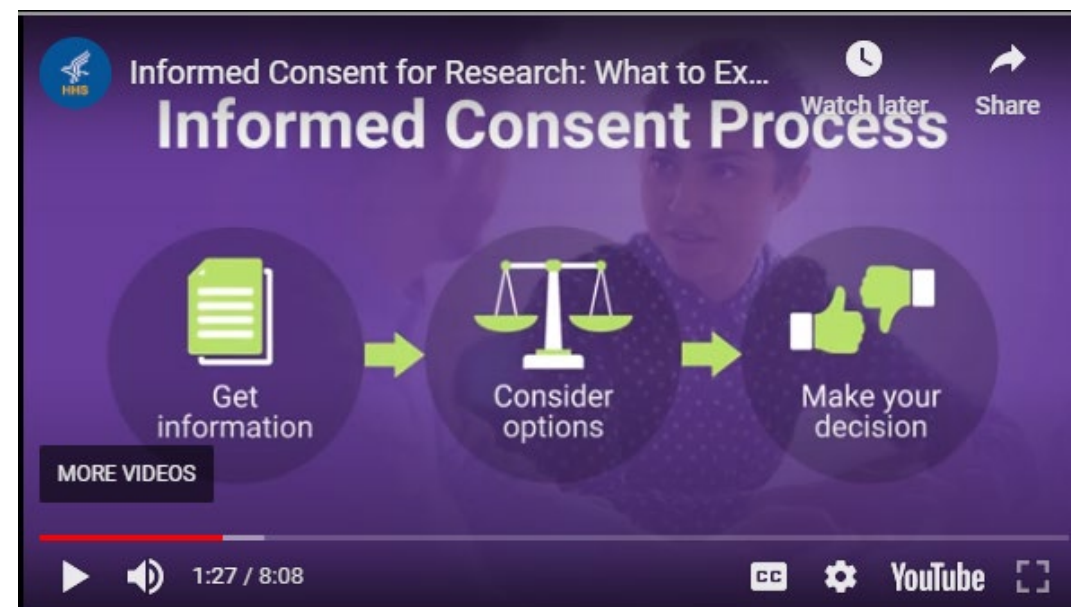 HHS
Informed Consent for Research: What to Ex...
Watch later
Share
Informed Consent Process
Get
information
Consider
options
Make your
decision
MORE VIDEOS
1:27 / 8:08
CC
YouTube